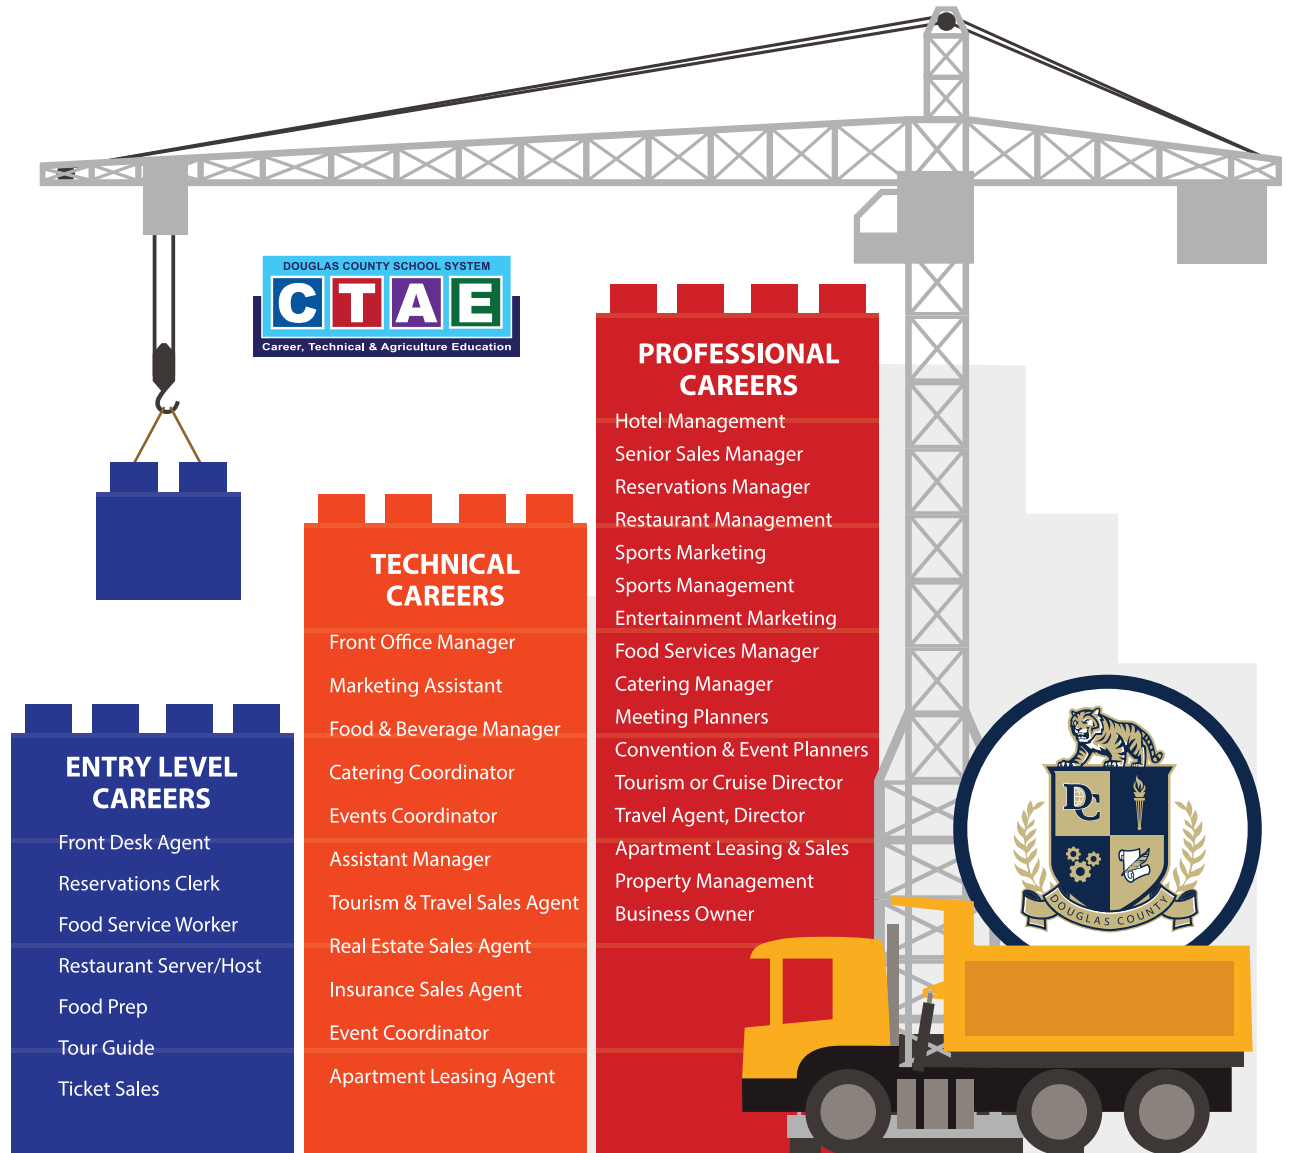 DOUGLAS COUNTY SCHOOL SYSTEM
CTAE
Career, Technical & Agriculture Education
PROFESSIONAL
CAREERS
Hotel Management
Senior Sales Manager
Reservations Manager
Restaurant Management
Sports Marketing
Sports Management
Entertainment Marketing
Food Services Manager
Catering Manager
Meeting Planners
Convention & Event Planners
Tourism or Cruise Director
Travel Agent, Director
Apartment Leasing & Sales
Property Management
Business Owner
TECHNICAL
CAREERS
Front Office Manager
Marketing Assistant
Food & Beverage Manager
Catering Coordinator
Events Coordinator
Assistant Manager
Tourism & Travel Sales Agent
Real Estate Sales Agent
Insurance Sales Agent
Event Coordinator
Apartment Leasing Agent
ENTRY LEVEL
CAREERS
Front Desk Agent
Reservations Clerk
Food Service Worker
Restaurant Server/Host
Food Prep
Tour Guide
Ticket Sales
DC
DOUGLAS COUNTY